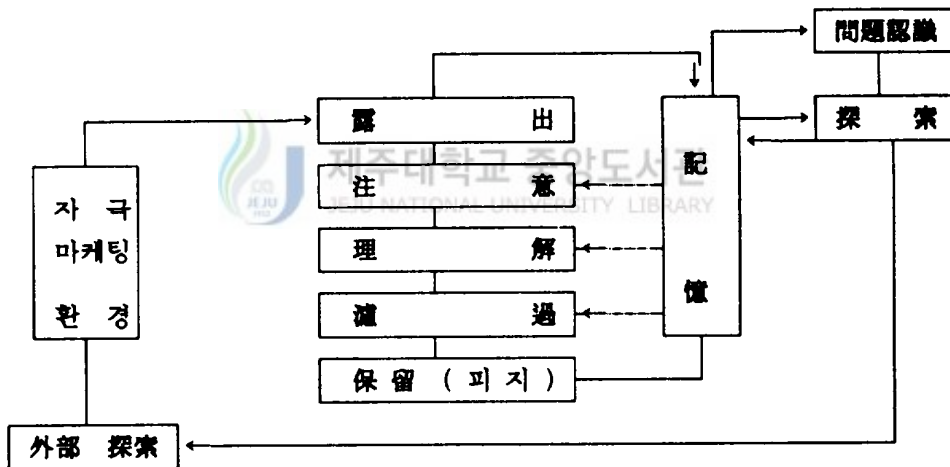 問題認識
露 出
探 索
注 意
理 解
濾 過
保留 (피지)
記 憶
자 극
마케팅
환 경
外部 探索
제주대학교 중앙도서관
JEJU NATIONAL UNIVERSITY LIBRARY
JEJU
1952